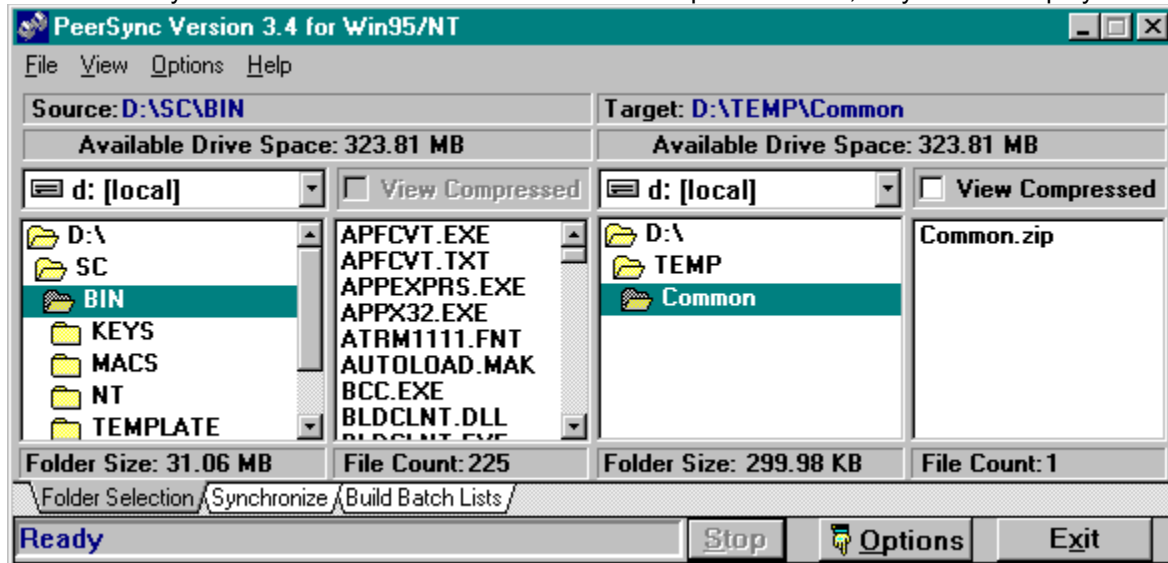 PeerSync Version 3.4 for Win95/NT
File View Options Help
Source: D:\SC\BIN
Target: D:\TEMP\Common
Available Drive Space: 323.81 MB
Available Drive Space: 323.81 MB
d: [local]
View Compressed
d: [local]
View Compressed
D:\
SC
BIN
KEYS
MACS
NT
TEMPLATE
APFCVT.EXE
APFCVT.TXT
APPEXPRS.EXE
APPX32.EXE
ATRM1111.FNT
AUTOLOAD.MAK
BCC.EXE
BLDCLNT.DLL
D:\
TEMP
Common
Common.zip
Folder Size: 31.06 MB
File Count: 225
Folder Size: 299.98 KB
File Count: 1
Folder Selection Synchronize Build Batch Lists
Ready
Stop
Options
Exit